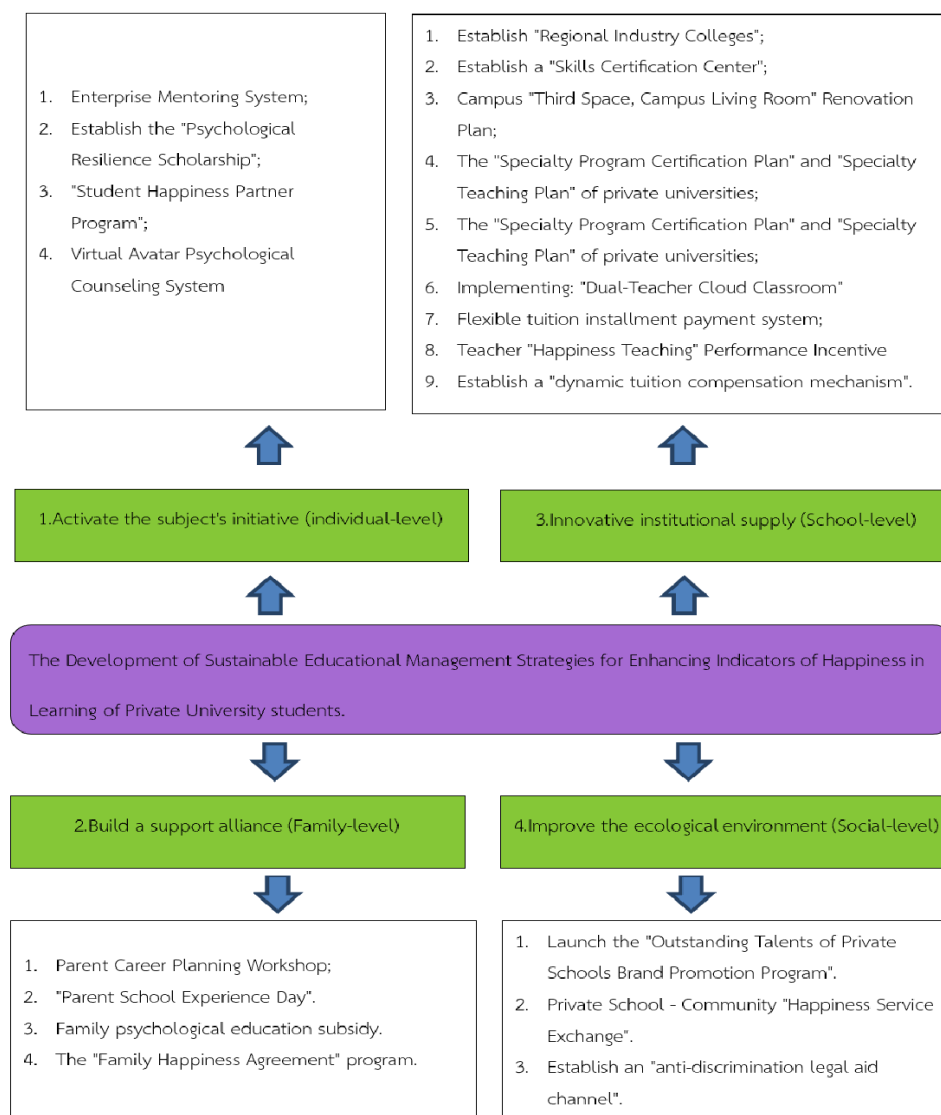 1. Enterprise Mentoring System;
2. Establish the "Psychological
Resilience Scholarship";
3. "Student Happiness Partner
Program";
4. Virtual Avatar Psychological
Counseling System
1. Establish "Regional Industry Colleges";
2. Establish a "Skills Certification Center";
3. Campus "Third Space, Campus Living Room" Renovation
Plan;
4. The "Specialty Program Certification Plan" and "Specialty
Teaching Plan" of private universities;
5. The "Specialty Program Certification Plan" and "Specialty
Teaching Plan" of private universities;
6. Implementing: "Dual-Teacher Cloud Classroom"
7. Flexible tuition installment payment system;
8. Teacher "Happiness Teaching" Performance Incentive
9. Establish a "dynamic tuition compensation mechanism".
1.Activate the subject's initiative (individual-level)
3.Innovative institutional supply (School-level)
The Development of Sustainable Educational Management Strategies for Enhancing Indicators of Happiness in
Learning of Private University students.
2.Build a support alliance (Family-level)
4.Improve the ecological environment (Social-level)
1. Parent Career Planning Workshop;
2. "Parent School Experience Day".
3. Family psychological education subsidy.
4. The "Family Happiness Agreement" program.
1. Launch the "Outstanding Talents of Private
Schools Brand Promotion Program".
2. Private School - Community "Happiness Service
Exchange".
3. Establish an "anti-discrimination legal aid
channel".